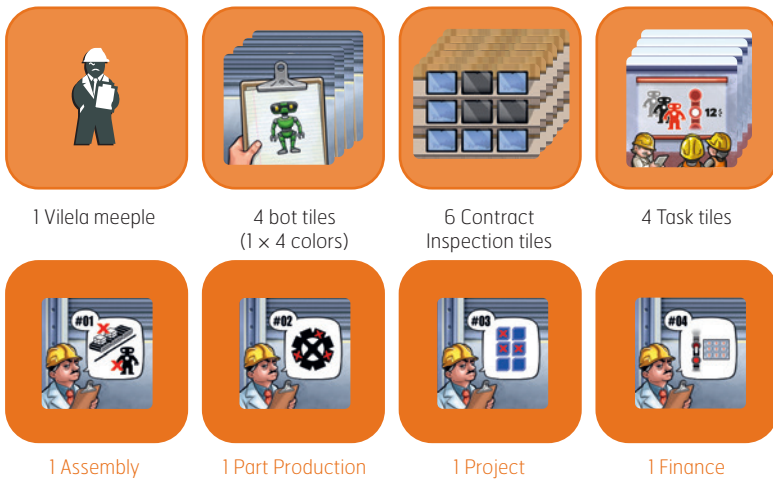 12
1 Vilela meeple
4 bot tiles
(1 × 4 colors)
6 Contract
Inspection tiles
4 Task tiles
#01
#02
#03
#04
1 Assembly
1 Part Production
1 Project
1 Finance